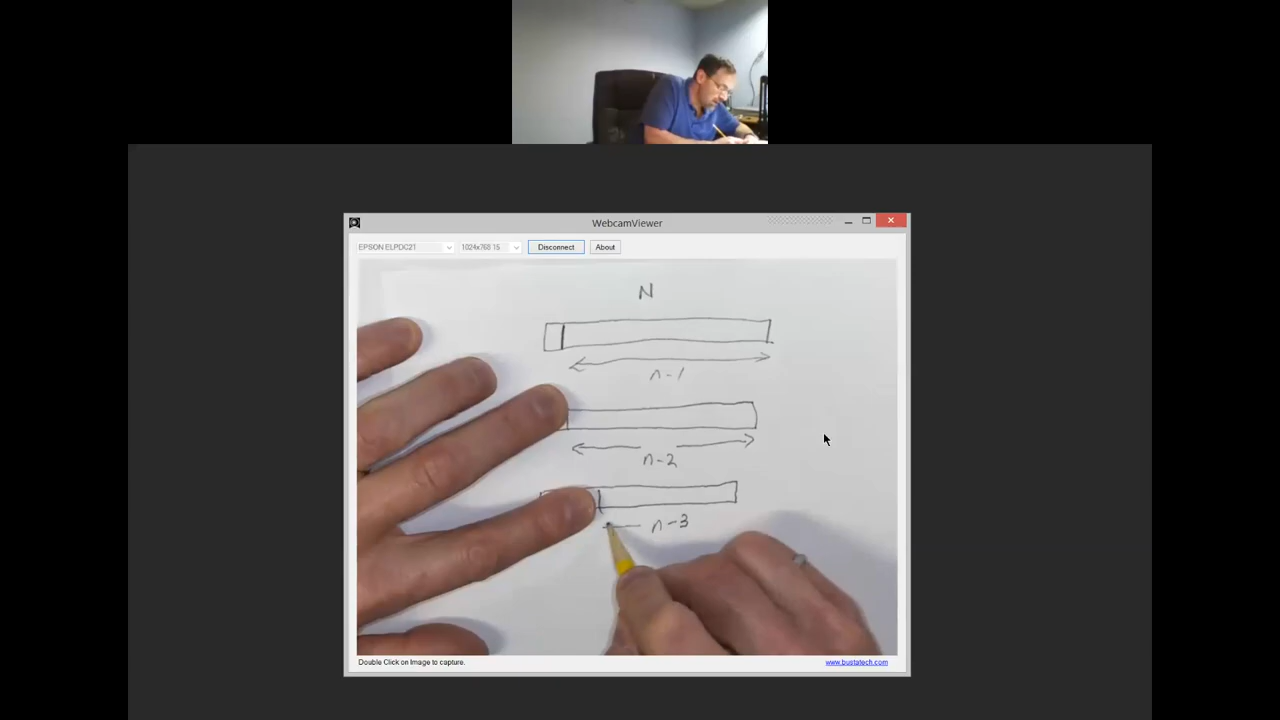 WebcamViewer
EPSON ELPDC21 1024x768 15 Disconnect About
N
n-1
n-2
n-3
Double Click on Image to capture.
www.bustatech.com